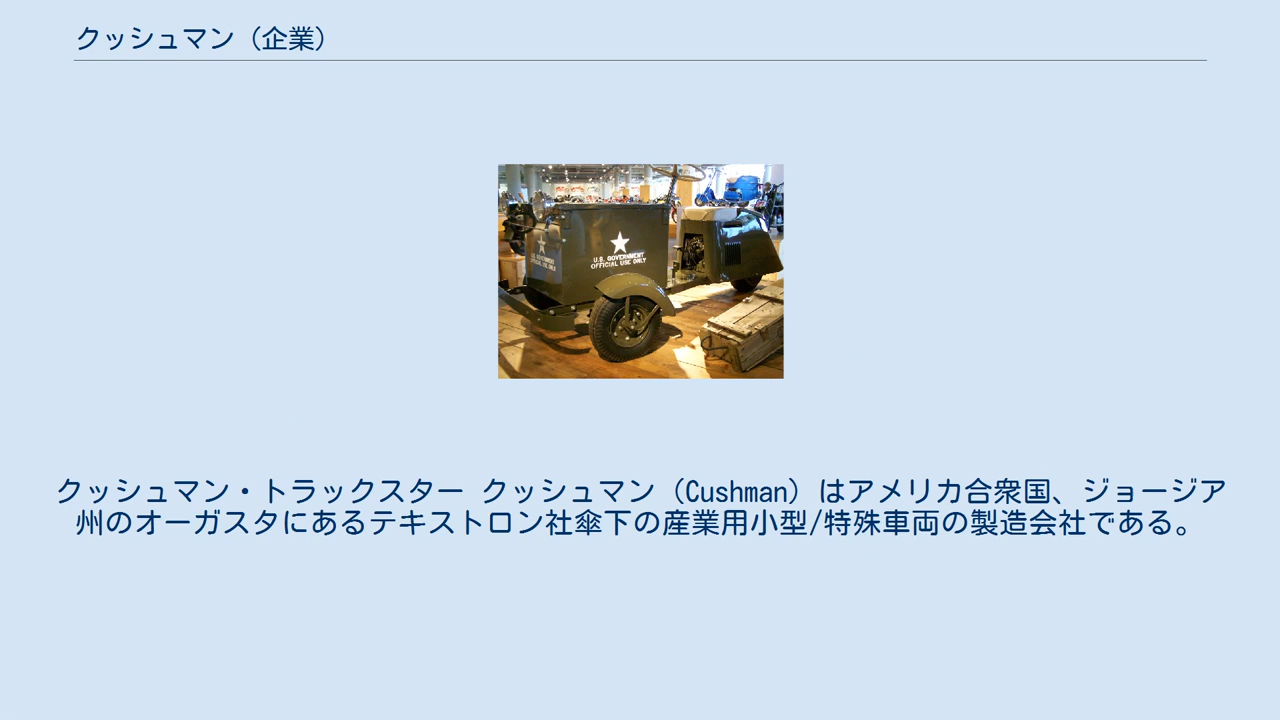 クッシュマン（企業）
U.S. GOVERNMENT
OFFICIAL USE ONLY
クッシュマン・トラックスター クッシュマン（Cushman）はアメリカ合衆国、ジョージア
州のオーガスタにあるテキストロン社傘下の産業用小型/特殊車両の製造会社である。